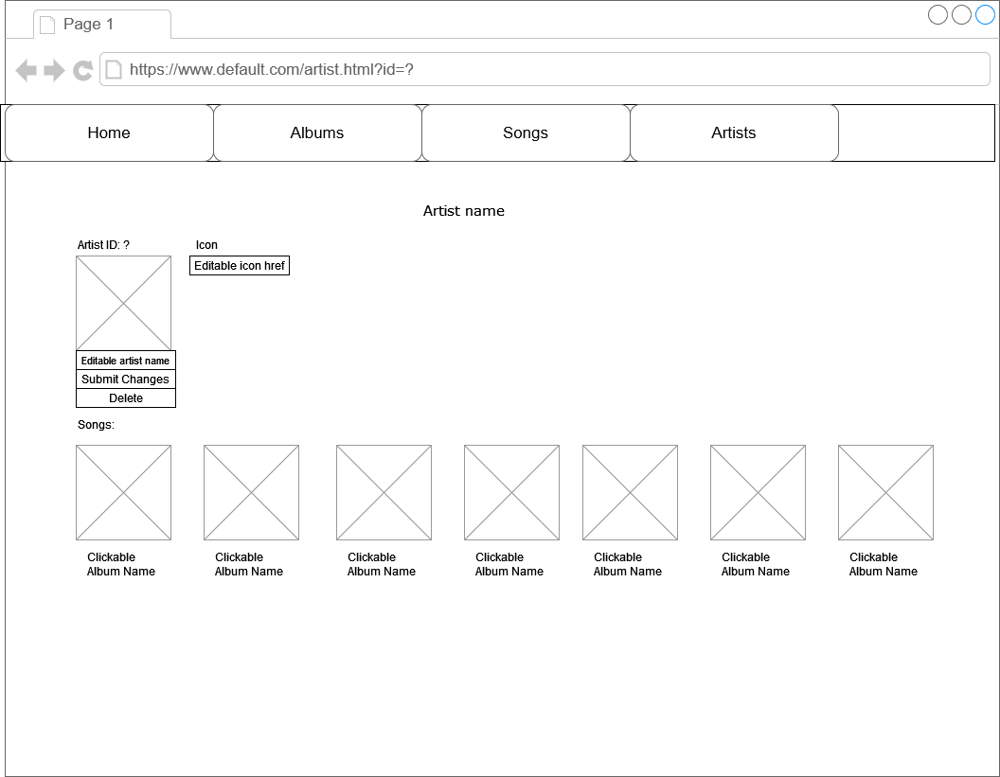 Page 1
https://www.default.com/artist.html?id=?
Home
Albums
Songs
Artists
Artist name
Artist ID: ?
Icon
Editable icon href
Editable artist name
Submit Changes
Delete
Songs:
Clickable
Album Name
Clickable
Album Name
Clickable
Album Name
Clickable
Album Name
Clickable
Album Name
Clickable
Album Name
Clickable
Album Name